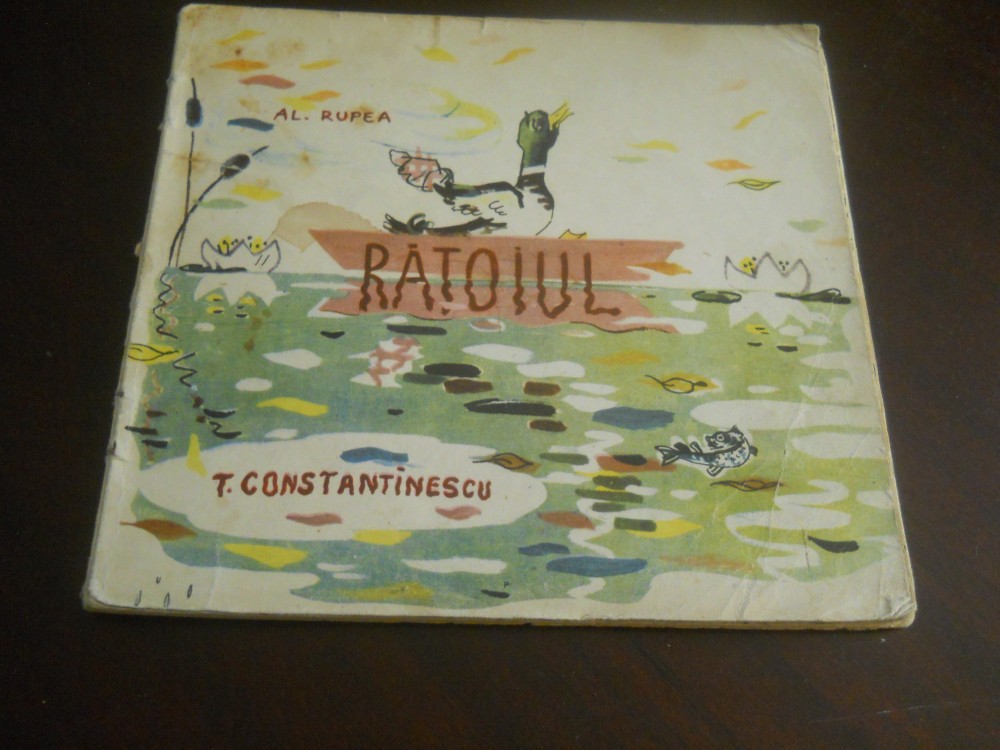 AL. RUPEA
RĂȚOIUL
T. CONSTANTINESCU